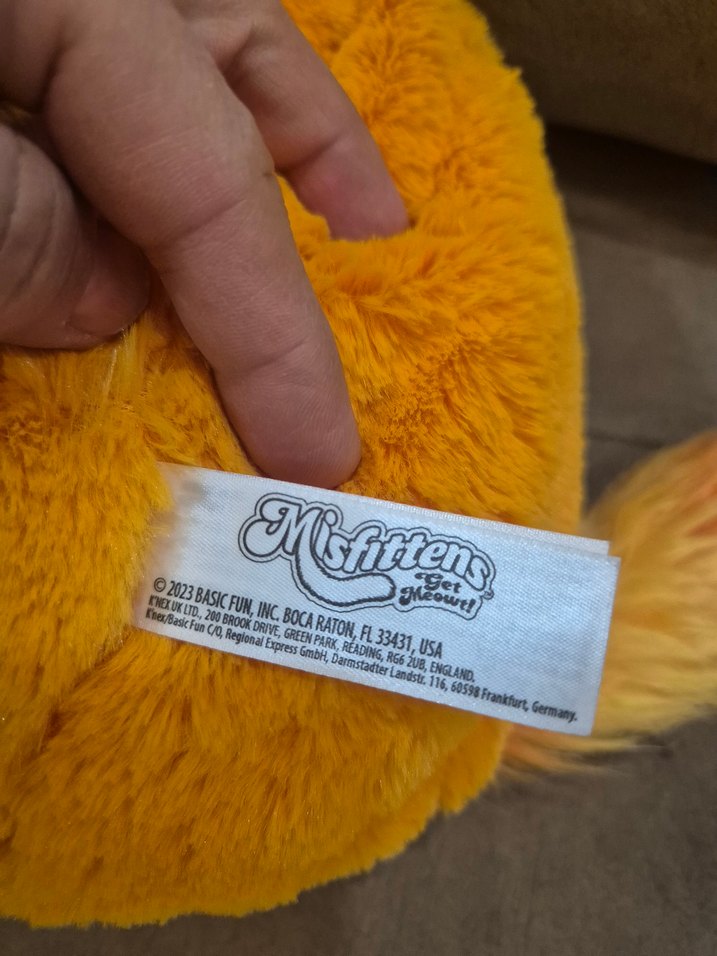 Misfittens
Get
Meowt!
© 2023 BASIC FUN, INC. BOCA RATON, FL 33431, USA
K'NEX UK LTD., 200 BROOK DRIVE, GREEN PARK, READING, RG6 2UB, ENGLAND.
K'nex/Basic Fun C/O, Regional Express GmbH, Darmstadter Landstr. 116, 60598 Frankfurt, Germany.